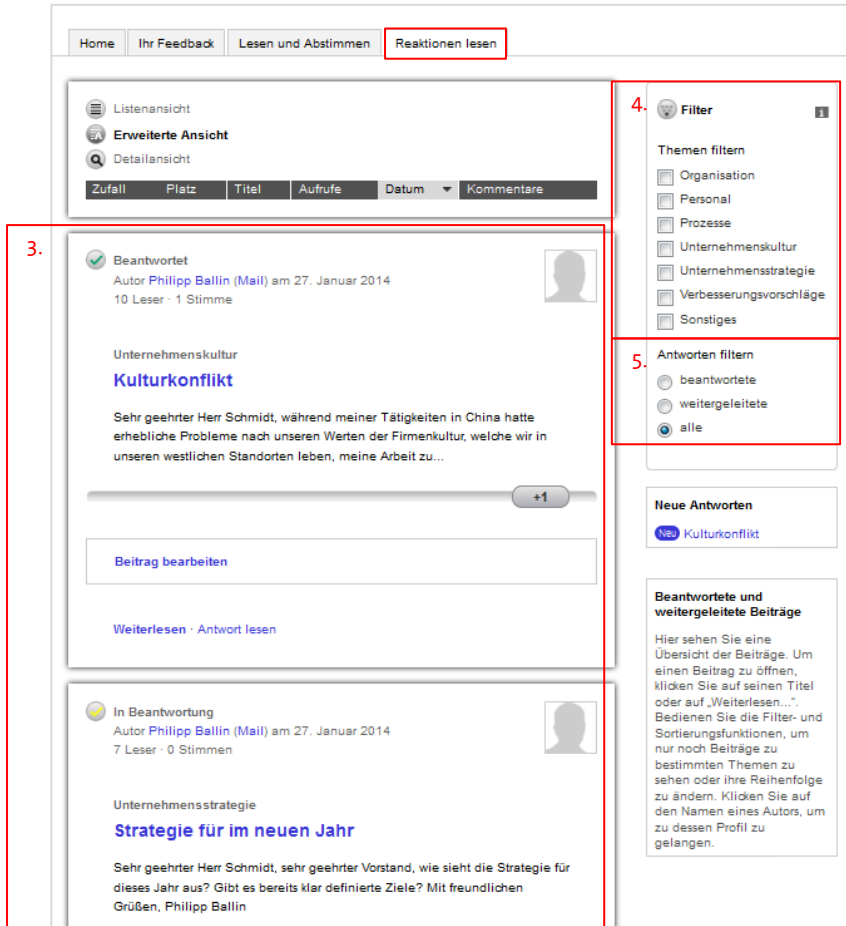 Home Ihr Feedback Lesen und Abstimmen Reaktionen lesen
Listenansicht
Erweiterte Ansicht
Detailansicht
Zufall Platz Titel Aufrufe Datum Kommentare
3.
Beantwortet
Autor Philipp Ballin (Mail) am 27. Januar 2014
10 Leser · 1 Stimme
Unternehmenskultur
Kulturkonflikt
Sehr geehrter Herr Schmidt, während meiner Tätigkeiten in China hatte
erhebliche Probleme nach unseren Werten der Firmenkultur, welche wir in
unseren westlichen Standorten leben, meine Arbeit zu...
+1
Beitrag bearbeiten
Weiterlesen · Antwort lesen
In Beantwortung
Autor Philipp Ballin (Mail) am 27. Januar 2014
7 Leser · 0 Stimmen
Unternehmensstrategie
Strategie für im neuen Jahr
Sehr geehrter Herr Schmidt, sehr geehrter Vorstand, wie sieht die Strategie für
dieses Jahr aus? Gibt es bereits klar definierte Ziele? Mit freundlichen
Grüßen, Philipp Ballin
4.
Filter i
Themen filtern
Organisation
Personal
Prozesse
Unternehmenskultur
Unternehmensstrategie
Verbesserungsvorschläge
Sonstiges
5.
Antworten filtern
beantwortete
weitergeleitete
alle
Neue Antworten
Neu Kulturkonflikt
Beantwortete und
weitergeleitete Beiträge
Hier sehen Sie eine
Übersicht der Beiträge. Um
einen Beitrag zu öffnen,
klicken Sie auf seinen Titel
oder auf „Weiterlesen...“.
Bedienen Sie die Filter- und
Sortierungsfunktionen, um
nur noch Beiträge zu
bestimmten Themen zu
sehen oder ihre Reihenfolge
zu ändern. Klicken Sie auf
den Namen eines Autors, um
zu dessen Profil zu
gelangen.